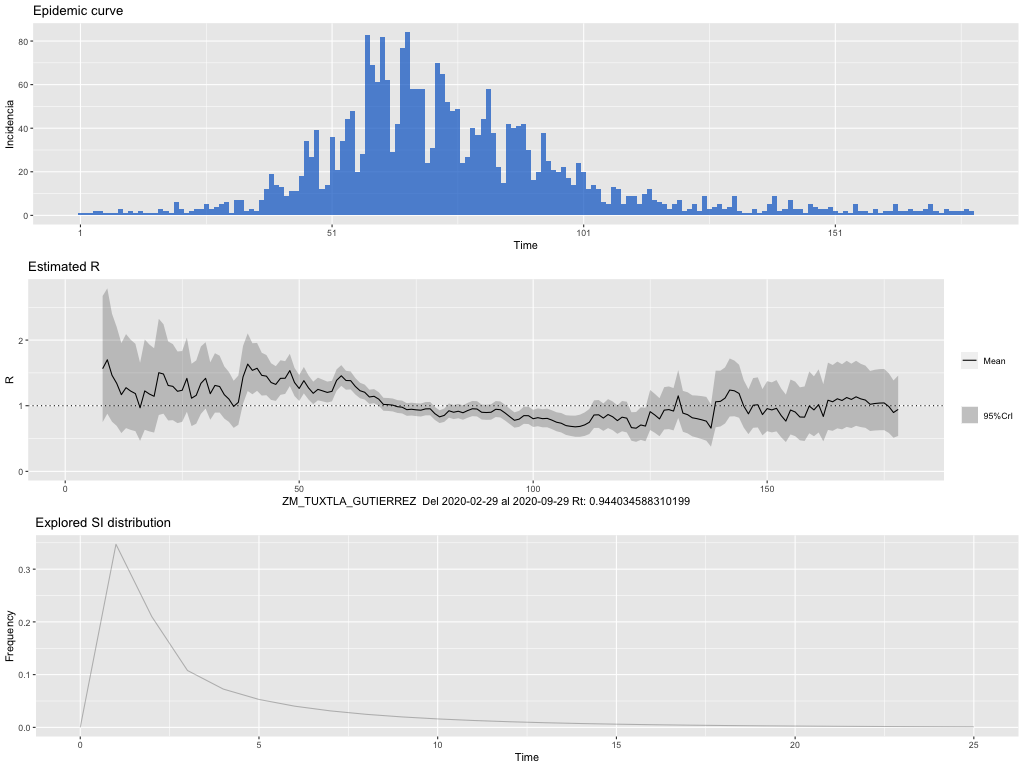 Epidemic curve
Incidencia
80
60
40
20
0
1 51 101 151
Time
Estimated R
R
2
1
0
0 50 100 150
Mean
95%CrI
ZM_TUXTLA_GUTIERREZ Del 2020-02-29 al 2020-09-29 Rt: 0.944034588310199
Explored SI distribution
Frequency
0.3
0.2
0.1
0.0
0 5 10 15 20 25
Time